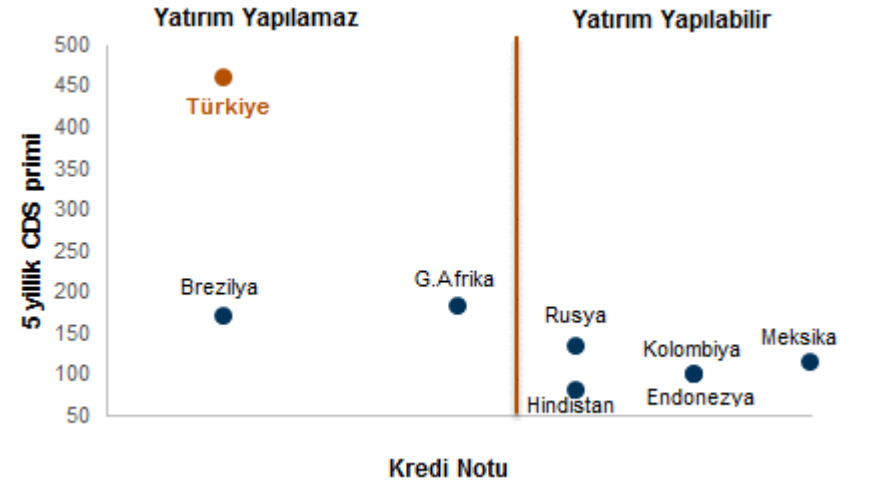 Yatırım Yapılamaz
Yatırım Yapılabilir
500
450
400
350
300
250
200
150
100
50
5 yıllık CDS primi
Türkiye
Brezilya
G.Afrika
Rusya
Hindistan
Kolombiya
Endonezya
Meksika
Kredi Notu